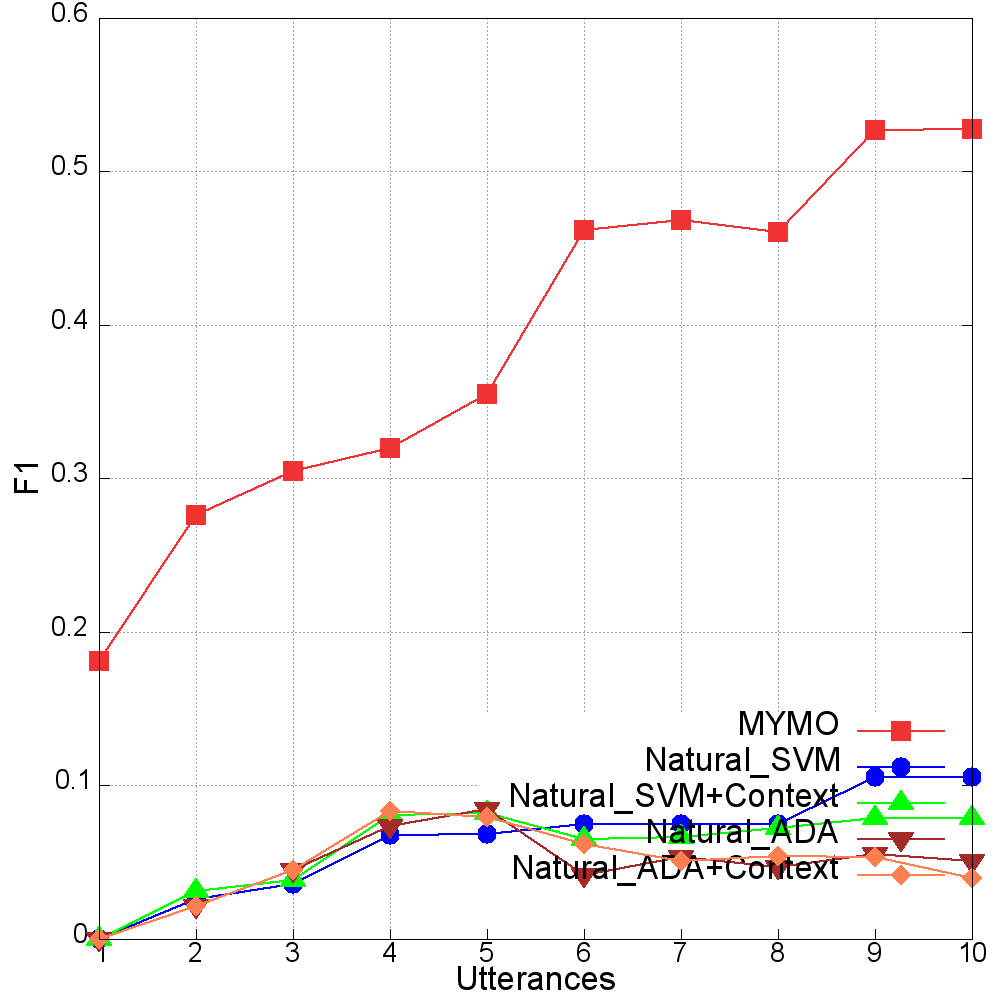 0.6
0.5
0.4
0.3
0.2
0.1
0
F1
MYMO
Natural_SVM
Natural_SVM+Context
Natural_ADA
Natural_ADA+Context
1 2 3 4 5 6 7 8 9 10
Utterances